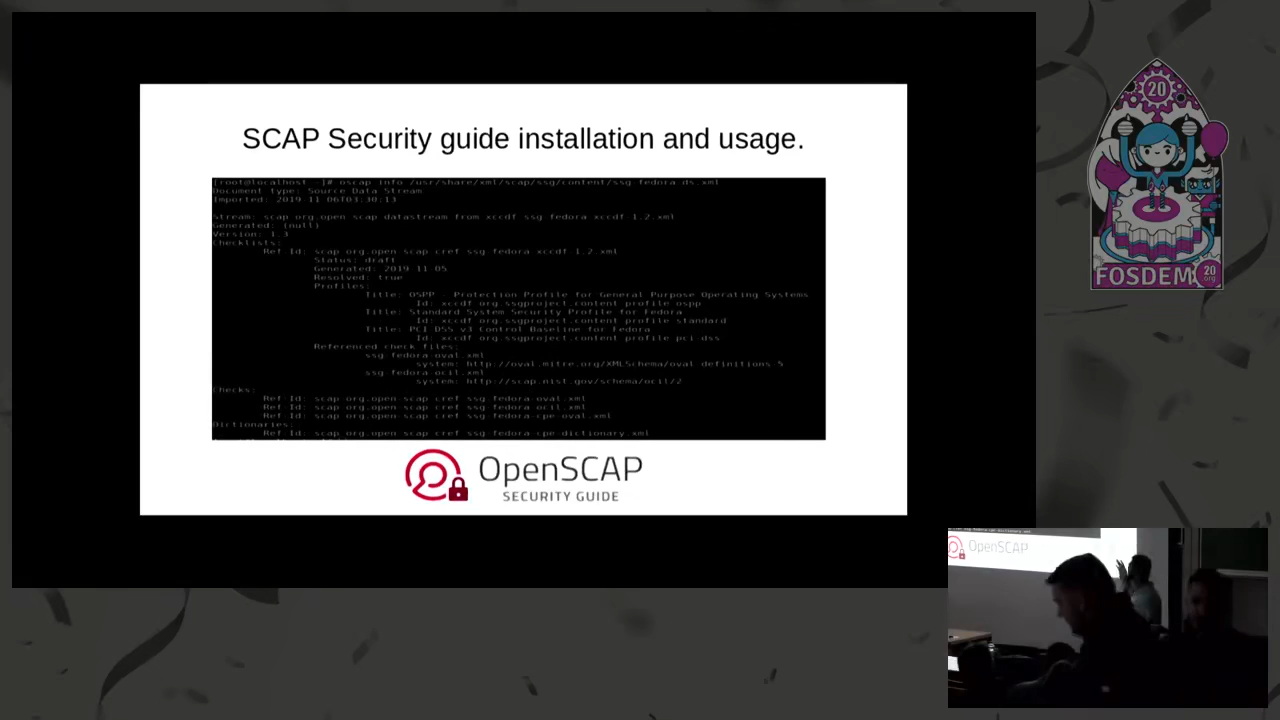 SCAP Security guide installation and usage.
[root@localhost ~]# oscap info /usr/share/xml/scap/ssg/content/ssg-fedora-ds.xml
Document type: Source Data Stream
Imported: 2019-11-06T03:30:13
Stream: scap_org.open-scap_datastream_from_xccdf_ssg-fedora-xccdf-1.2.xml
Generated: (null)
Version: 1.3
Checklists:
Ref-Id: scap_org.open-scap_cref_ssg-fedora-xccdf-1.2.xml
Status: draft
Generated: 2019-11-05
Resolved: true
Profiles:
Title: OSPP - Protection Profile for General Purpose Operating Systems
Id: xccdf_org.ssgproject.content_profile_ospp
Title: Standard System Security Profile for Fedora
Id: xccdf_org.ssgproject.content_profile_standard
Title: PCI-DSS v3 Control Baseline for Fedora
Id: xccdf_org.ssgproject.content_profile_pci-dss
Referenced check files:
ssg-fedora-oval.xml
system: http://oval.mitre.org/XMLSchema/oval-definitions-5
ssg-fedora-ocil.xml
system: http://scap.nist.gov/schema/ocil/2
Checks:
Ref-Id: scap_org.open-scap_cref_ssg-fedora-oval.xml
Ref-Id: scap_org.open-scap_cref_ssg-fedora-ocil.xml
Ref-Id: scap_org.open-scap_cref_ssg-fedora-cpe-oval.xml
Dictionaries:
Ref-Id: scap_org.open-scap_cref_ssg-fedora-cpe-dictionary.xml
OpenSCAP
SECURITY GUIDE
20
FOSDEM
20
.org
OpenSCAP